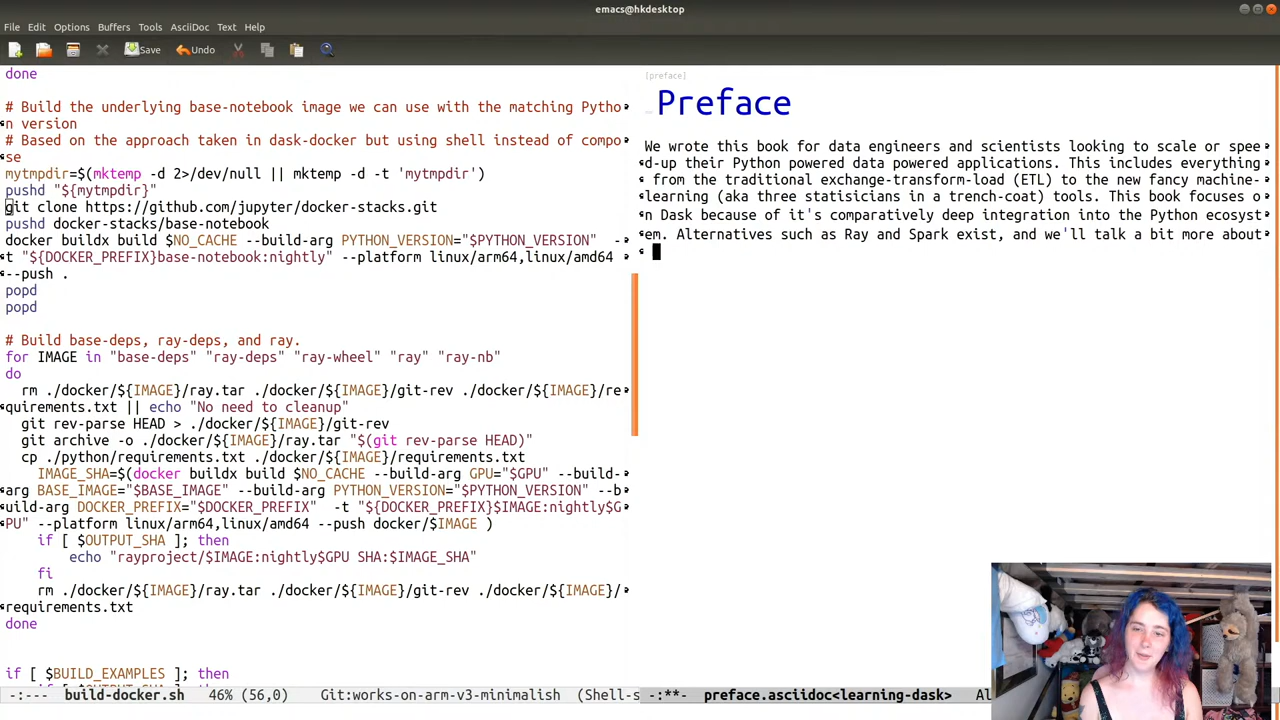 emacs@hkdesktop
File Edit Options Buffers Tools AsciiDoc Text Help
Save Undo
done
# Build the underlying base-notebook image we can use with the matching Pytho
n version
# Based on the approach taken in dask-docker but using shell instead of compo
se
mytmpdir=$(mktemp -d 2>/dev/null || mktemp -d -t 'mytmpdir')
pushd "${mytmpdir}"
git clone https://github.com/jupyter/docker-stacks.git
pushd docker-stacks/base-notebook
docker buildx build $NO_CACHE --build-arg PYTHON_VERSION="$PYTHON_VERSION" -
t "${DOCKER_PREFIX}base-notebook:nightly" --platform linux/arm64,linux/amd64
--push .
popd
popd
# Build base-deps, ray-deps, and ray.
for IMAGE in "base-deps" "ray-deps" "ray-wheel" "ray" "ray-nb"
do
rm ./docker/${IMAGE}/ray.tar ./docker/${IMAGE}/git-rev ./docker/${IMAGE}/re
quirements.txt || echo "No need to cleanup"
git rev-parse HEAD > ./docker/${IMAGE}/git-rev
git archive -o ./docker/${IMAGE}/ray.tar "$(git rev-parse HEAD)"
cp ./python/requirements.txt ./docker/${IMAGE}/requirements.txt
IMAGE_SHA=$(docker buildx build $NO_CACHE --build-arg GPU="$GPU" --build-
arg BASE_IMAGE="$BASE_IMAGE" --build-arg PYTHON_VERSION="$PYTHON_VERSION" --b
uild-arg DOCKER_PREFIX="$DOCKER_PREFIX"  -t "${DOCKER_PREFIX}$IMAGE:nightly$G
PU" --platform linux/arm64,linux/amd64 --push docker/$IMAGE )
if [ $OUTPUT_SHA ]; then
echo "rayproject/$IMAGE:nightly$GPU SHA:$IMAGE_SHA"
fi
rm ./docker/${IMAGE}/ray.tar ./docker/${IMAGE}/git-rev ./docker/${IMAGE}/
requirements.txt
done
if [ $BUILD_EXAMPLES ]; then
-:--- build-docker.sh 46% (56,0) Git:works-on-arm-v3-minimalish (Shell-s
[preface]
Preface
We wrote this book for data engineers and scientists looking to scale or spee
d-up their Python powered data powered applications. This includes everything
from the traditional exchange-transform-load (ETL) to the new fancy machine-
learning (aka three statisicians in a trench-coat) tools. This book focuses o
n Dask because of it's comparatively deep integration into the Python ecosyst
em. Alternatives such as Ray and Spark exist, and we'll talk a bit more about
-:**- preface.asciidoc<learning-dask> Al